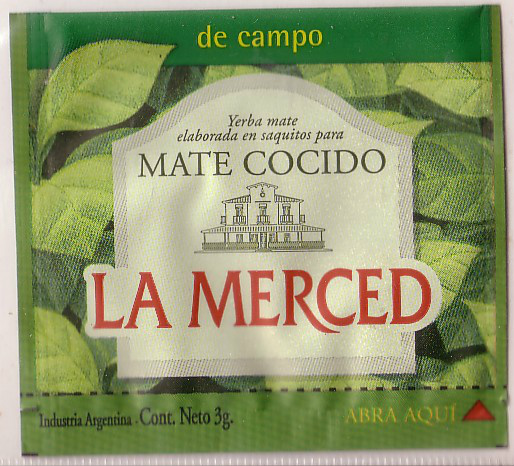 de campo
Yerba mate
elaborada en saquitos para
MATE COCIDO
LA MERCED
Industria Argentina - Cont. Neto 3g.
ABRA AQUÍ